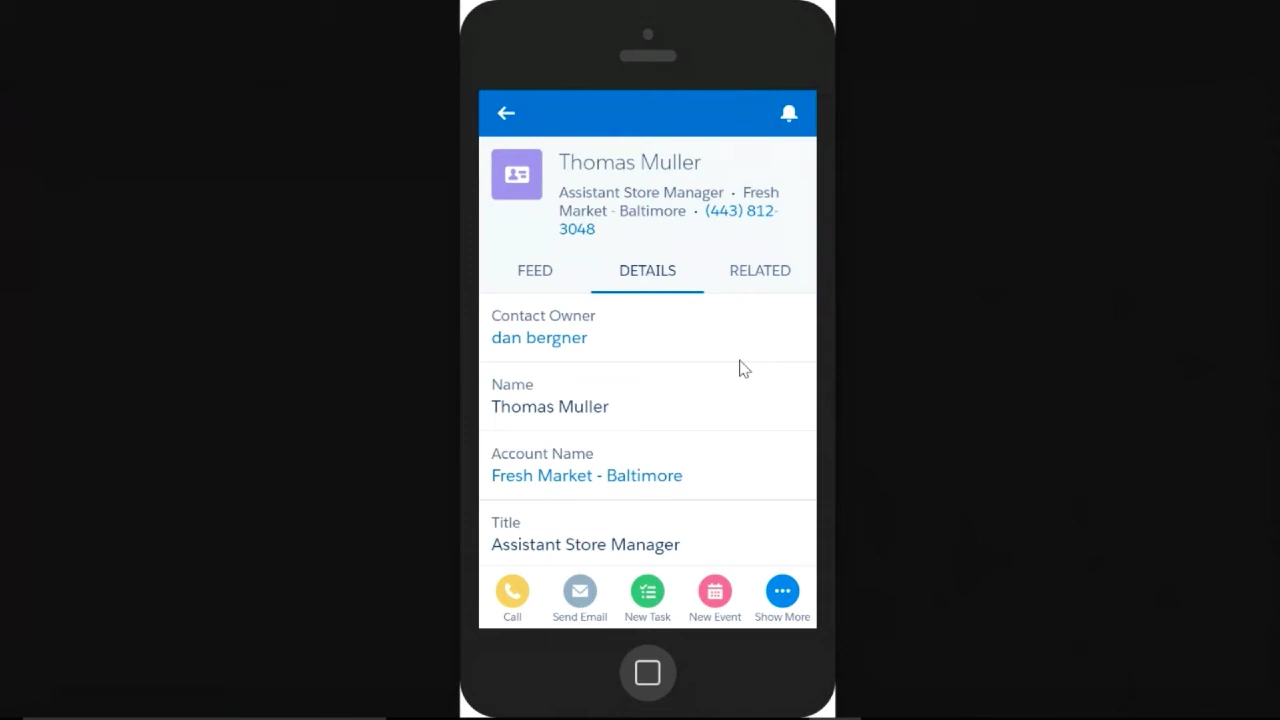 Thomas Muller
Assistant Store Manager • Fresh
Market - Baltimore • (443) 812-
3048
FEED DETAILS RELATED
Contact Owner
dan bergner
Name
Thomas Muller
Account Name
Fresh Market - Baltimore
Title
Assistant Store Manager
Call Send Email New Task New Event Show More